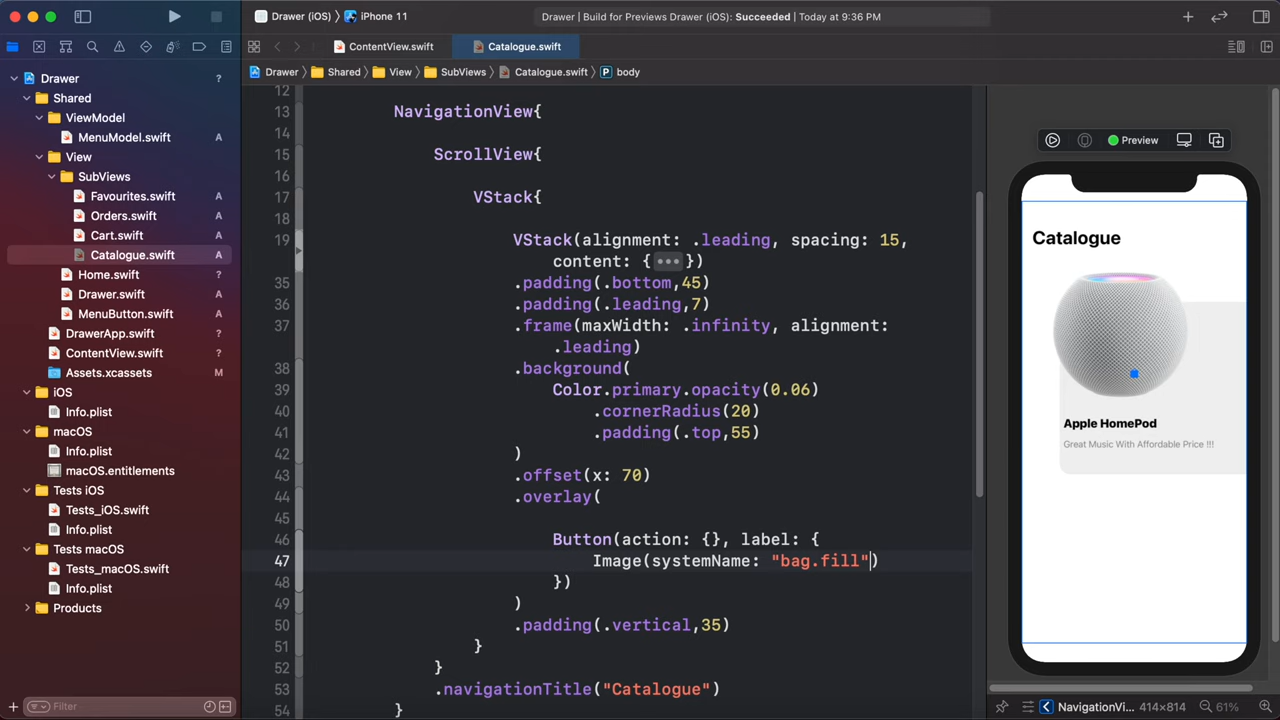 Drawer (iOS) 〉 iPhone 11
Drawer | Build for Previews Drawer (iOS): Succeeded | Today at 9:36 PM
ContentView.swift
Catalogue.swift
Drawer 〉 Shared 〉 View 〉 SubViews 〉 Catalogue.swift 〉 P body
Drawer ?
Shared
ViewModel
MenuModel.swift A
View
SubViews
Favourites.swift A
Orders.swift A
Cart.swift A
Catalogue.swift A
Home.swift A
Drawer.swift A
MenuButton.swift A
DrawerApp.swift
ContentView.swift
Assets.xcassets M
iOS
Info.plist
macOS
Info.plist
macOS.entitlements
Tests iOS
Tests_iOS.swift
Info.plist
Tests macOS
Tests_macOS.swift
Info.plist
Products
Filter
12
13 NavigationView{
14
15 ScrollView{
16
17 VStack{
18
19 VStack(alignment: .leading, spacing: 15,
content: {•••})
35 .padding(.bottom,45)
36 .padding(.leading,7)
37 .frame(maxWidth: .infinity, alignment:
.leading)
38 .background(
39 Color.primary.opacity(0.06)
40 .cornerRadius(20)
41 .padding(.top,55)
42 )
43 .offset(x: 70)
44 .overlay(
45
46 Button(action: {}, label: {
47 Image(systemName: "bag.fill")
48 })
49 )
50 .padding(.vertical,35)
51 }
52 }
53 .navigationTitle("Catalogue")
54 }
Preview
Catalogue
Apple HomePod
Great Music With Affordable Price !!!
NavigationVi... 414×814 61%